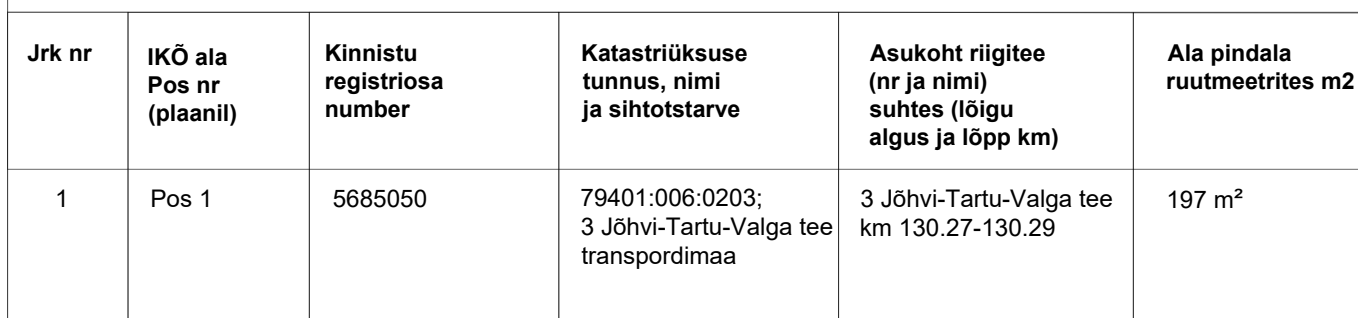 Jrk nr
IKÕ ala
Pos nr
(plaanil)
Kinnistu
registriosa
number
Katastriüksuse
tunnus, nimi
ja sihtotstarve
Asukoht riigitee
(nr ja nimi)
suhtes (lõigu
algus ja lõpp km)
Ala pindala
ruutmeetrites m2
1
Pos 1
5685050
79401:006:0203;
3 Jõhvi-Tartu-Valga tee
transpordimaa
3 Jõhvi-Tartu-Valga tee
km 130.27-130.29
197 m²